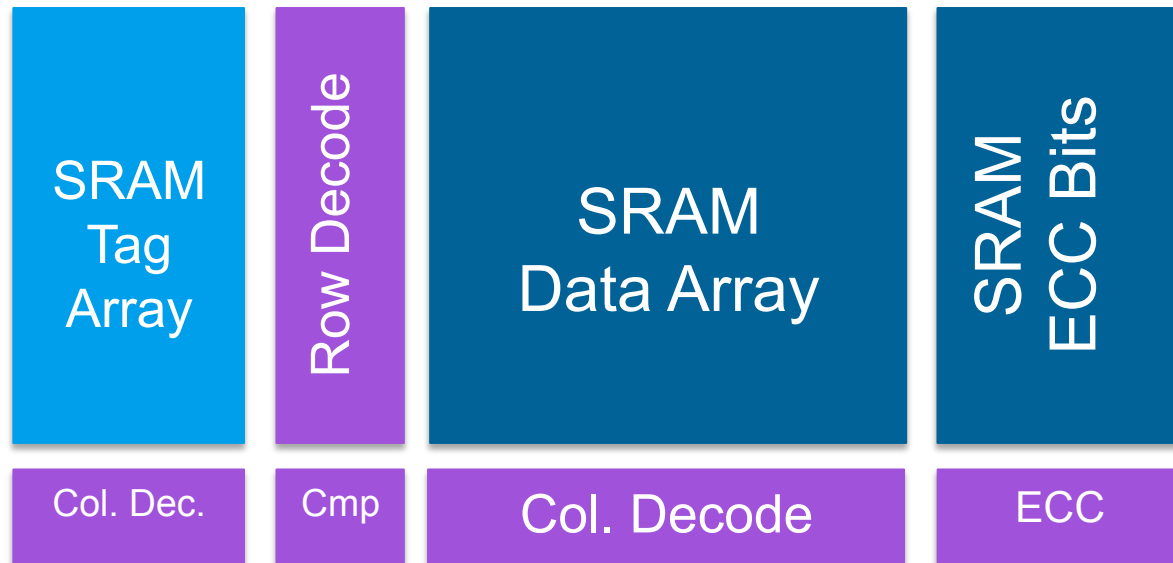 SRAM
Tag
Array
Row Decode
SRAM
Data Array
SRAM
ECC Bits
Col. Dec.
Cmp
Col. Decode
ECC